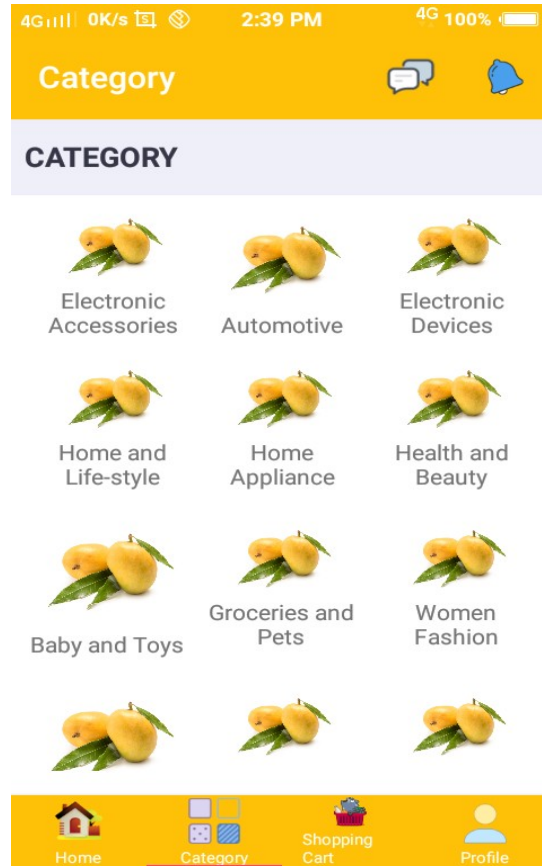 4G 0K/s 2:39 PM 4G 100%
Category
CATEGORY
Electronic
Accessories
Automotive
Electronic
Devices
Home and
Life-style
Home
Appliance
Health and
Beauty
Baby and Toys
Groceries and
Pets
Women
Fashion
Home
Category
Shopping
Cart
Profile